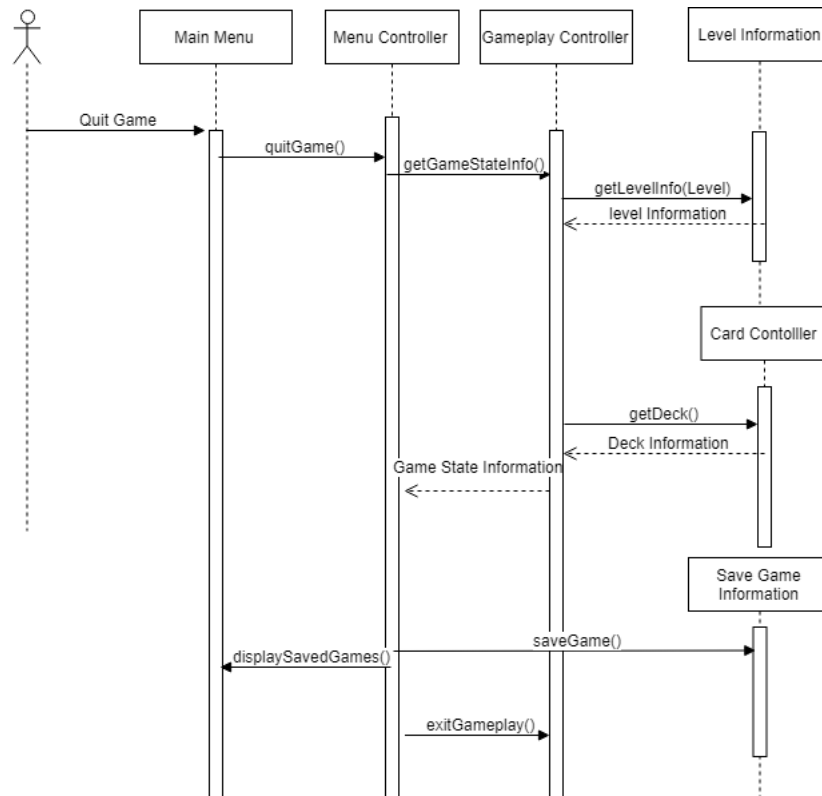 Main Menu
Menu Controller
Gameplay Controller
Level Information
Quit Game
quitGame()
getGameStateInfo()
getLevelInfo(Level)
level Information
Card Contolller
getDeck()
Deck Information
Game State Information
Save Game
Information
saveGame()
displaySavedGames()
exitGameplay()